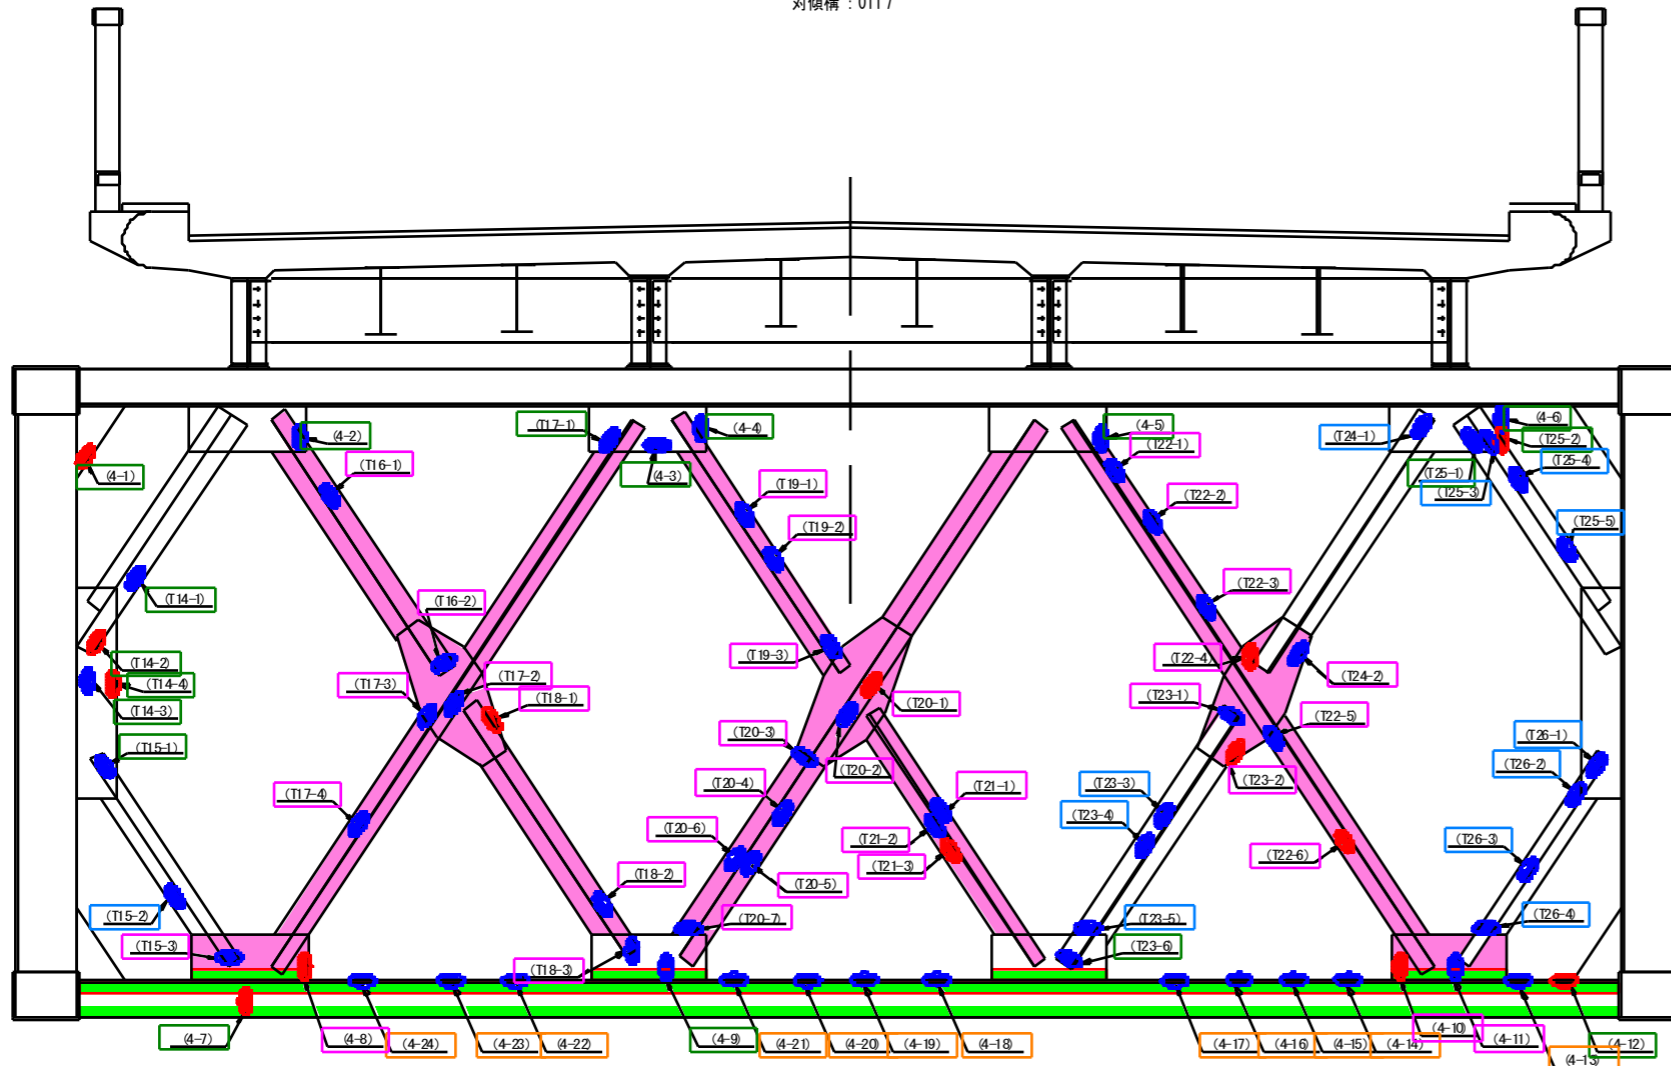 対傾構 : 0117
(4-2)
(T17-1)
(4-4)
(4-5)
(T24-1)
(4-6)
(T25-2)
(4-1)
(T16-1)
(4-3)
(T22-1)
(T25-1)
(T25-4)
(T19-1)
(T22-2)
(T25-3)
(T19-2)
(T25-5)
(T14-1)
(T16-2)
(T22-3)
(T14-2)
(T19-3)
(T22-4)
(T14-4)
(T17-3)
(T17-2)
(T24-2)
(T14-3)
(T18-1)
(T20-1)
(T23-1)
(T22-5)
(T15-1)
(T20-3)
(T26-1)
(T20-2)
(T23-2)
(T26-2)
(T17-4)
(T20-4)
(T21-1)
(T23-3)
(T20-6)
(T21-2)
(T23-4)
(T21-3)
(T22-6)
(T26-3)
(T18-2)
(T20-5)
(T15-2)
(T20-7)
(T23-5)
(T26-4)
(T15-3)
(T18-3)
(T23-6)
(4-7)
(4-8)
(4-24)
(4-23)
(4-22)
(4-9)
(4-21)
(4-20)
(4-19)
(4-18)
(4-17)
(4-16)
(4-15)
(4-14)
(4-10)
(4-11)
(4-12)
(4-13)